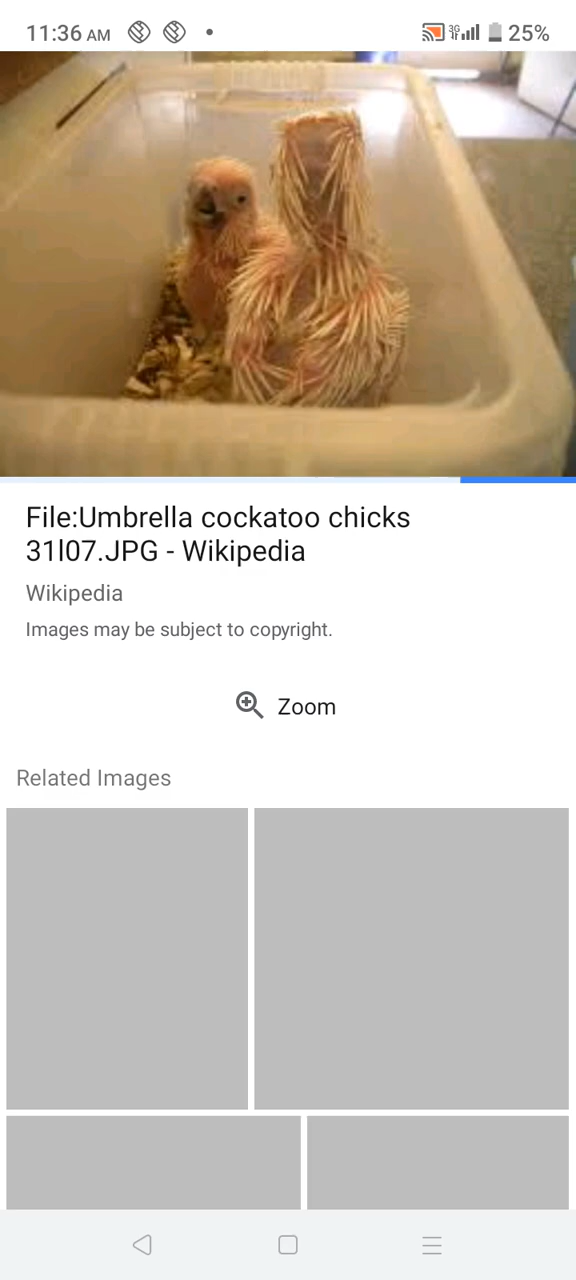 11:36 AM 3G 25%
File:Umbrella cockatoo chicks
31l07.JPG - Wikipedia
Wikipedia
Images may be subject to copyright.
Zoom
Related Images